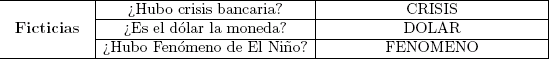 ¿Hubo crisis bancaria? CRISIS
Ficticias ¿Es el dólar la moneda? DOLAR
¿Hubo Fenómeno de El Niño? FENOMENO